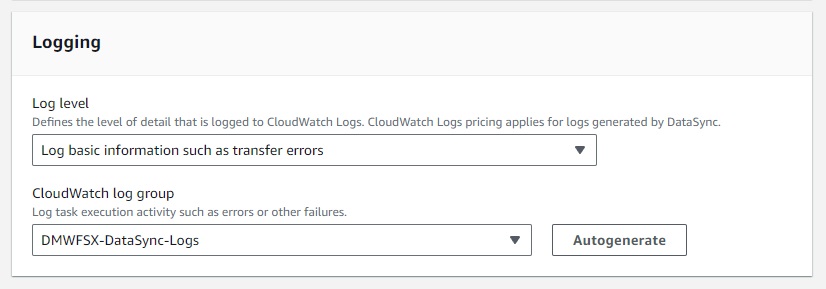 Logging
Log level
Defines the level of detail that is logged to CloudWatch Logs. CloudWatch Logs pricing applies for logs generated by DataSync.
Log basic information such as transfer errors
CloudWatch log group
Log task execution activity such as errors or other failures.
DMWFSX-DataSync-Logs
Autogenerate